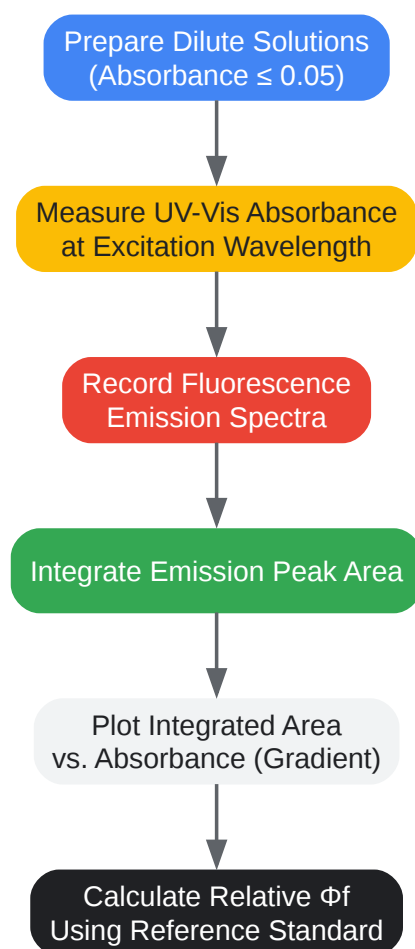 Prepare Dilute Solutions
(Absorbance ≤ 0.05)
Measure UV-Vis Absorbance
at Excitation Wavelength
Record Fluorescence
Emission Spectra
Integrate Emission Peak Area
Plot Integrated Area
vs. Absorbance (Gradient)
Calculate Relative Φf
Using Reference Standard